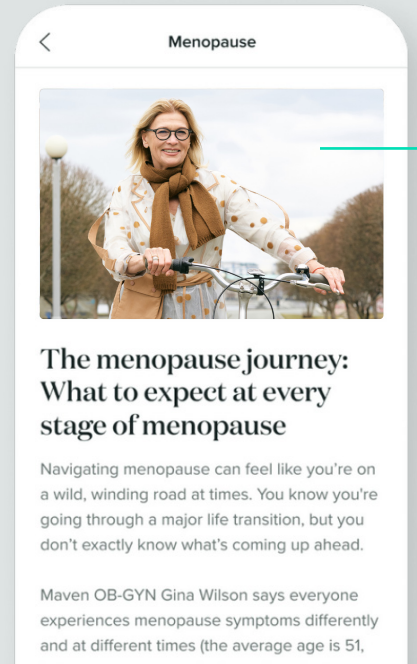 Menopause
The menopause journey:
What to expect at every
stage of menopause
Navigating menopause can feel like you’re on
a wild, winding road at times. You know you’re
going through a major life transition, but you
don’t exactly know what’s coming up ahead.
Maven OB-GYN Gina Wilson says everyone
experiences menopause symptoms differently
and at different times (the average age is 51,